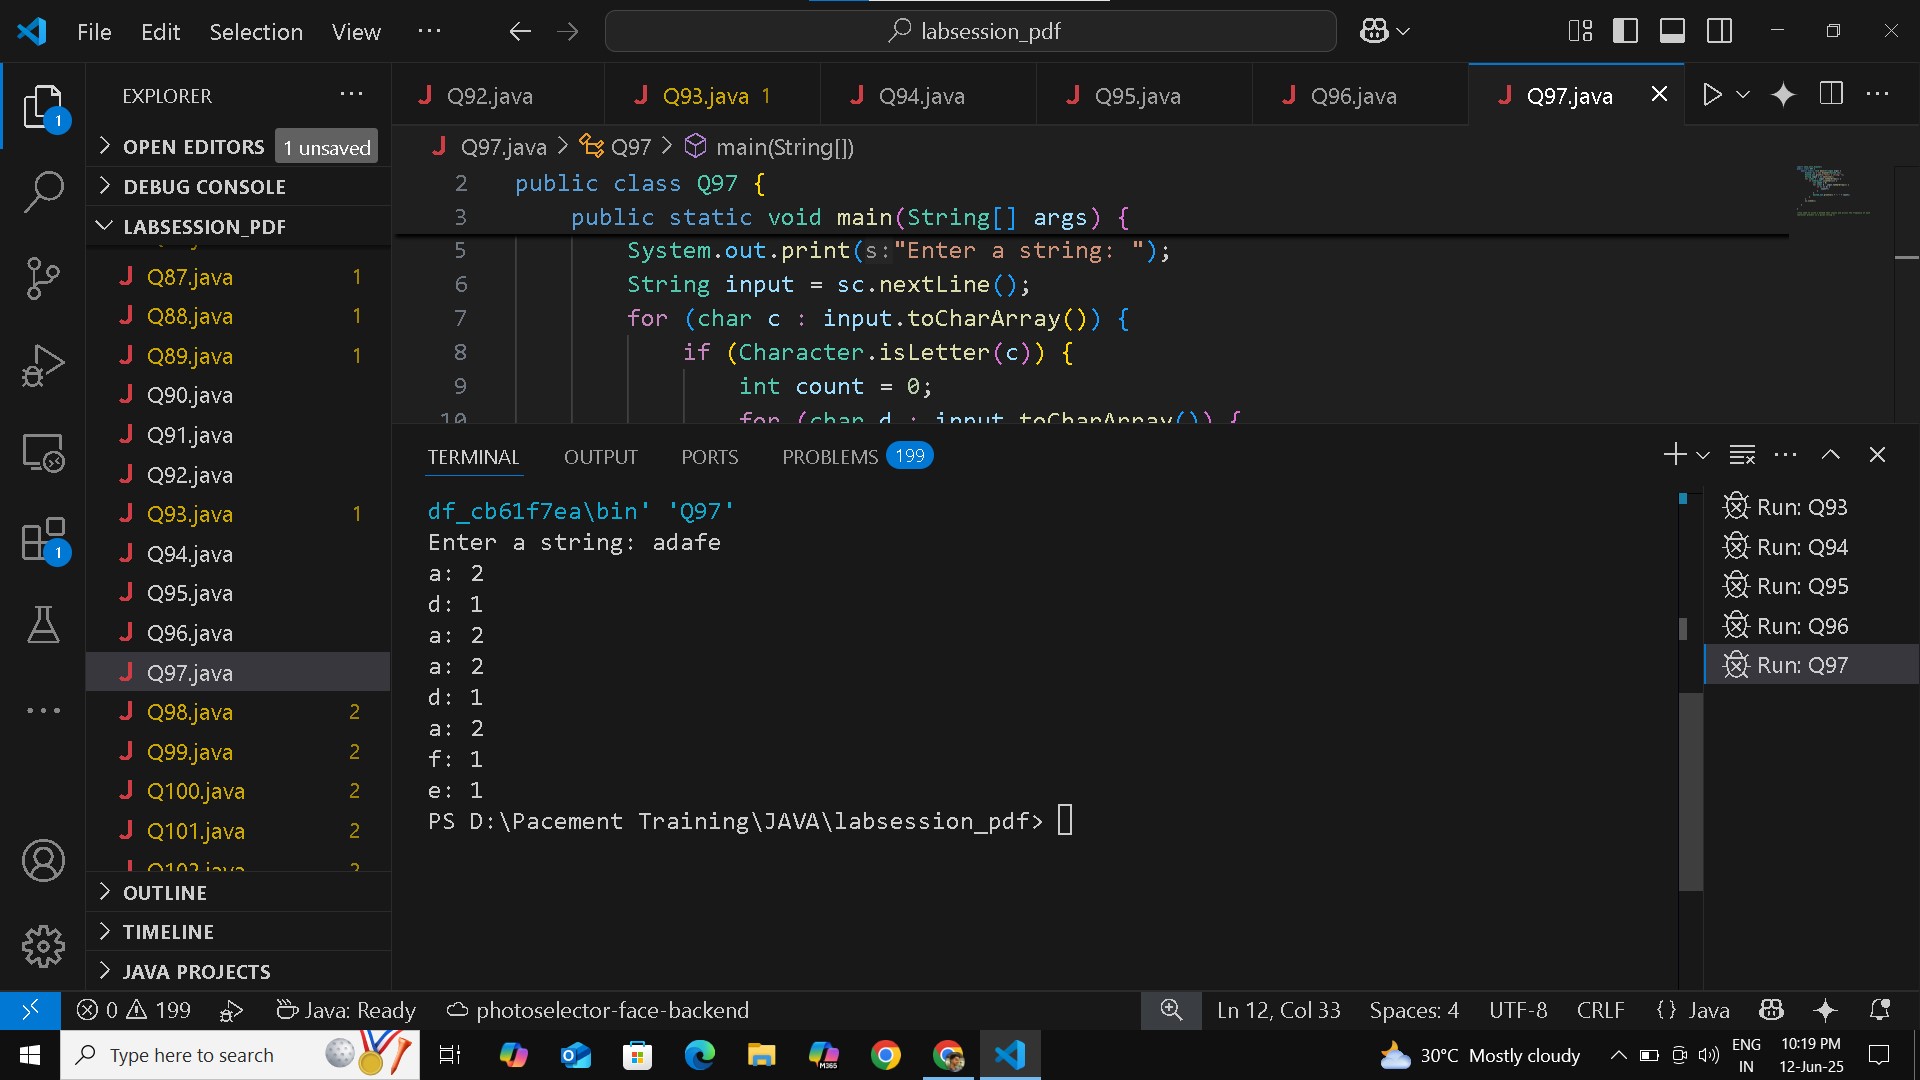 File Edit Selection View ... labsession_pdf
EXPLORER ...
OPEN EDITORS 1 unsaved
DEBUG CONSOLE
LABSESSION_PDF
Q87.java 1
Q88.java 1
Q89.java 1
Q90.java
Q91.java
Q92.java
Q93.java 1
Q94.java
Q95.java
Q96.java
Q97.java
Q98.java 2
Q99.java 2
Q100.java 2
Q101.java 2
Q102.java 2
OUTLINE
TIMELINE
JAVA PROJECTS
1
1
Q92.java Q93.java 1 Q94.java Q95.java Q96.java Q97.java
Q97.java > Q97 > main(String[])
2 public class Q97 {
3 public static void main(String[] args) {
5 System.out.print(s:"Enter a string: ");
6 String input = sc.nextLine();
7 for (char c : input.toCharArray()) {
8 if (Character.isLetter(c)) {
9 int count = 0;
10 for (char d : input.toCharArray()) {
TERMINAL OUTPUT PORTS PROBLEMS 199
df_cb61f7ea\bin' 'Q97'
Enter a string: adafe
a: 2
d: 1
a: 2
a: 2
d: 1
a: 2
f: 1
e: 1
PS D:\Pacement Training\JAVA\labsession_pdf>
Run: Q93
Run: Q94
Run: Q95
Run: Q96
Run: Q97
0 199 Java: Ready photoselector-face-backend Ln 12, Col 33 Spaces: 4 UTF-8 CRLF {} Java
Type here to search M365 30°C Mostly cloudy ENG IN 10:19 PM 12-Jun-25